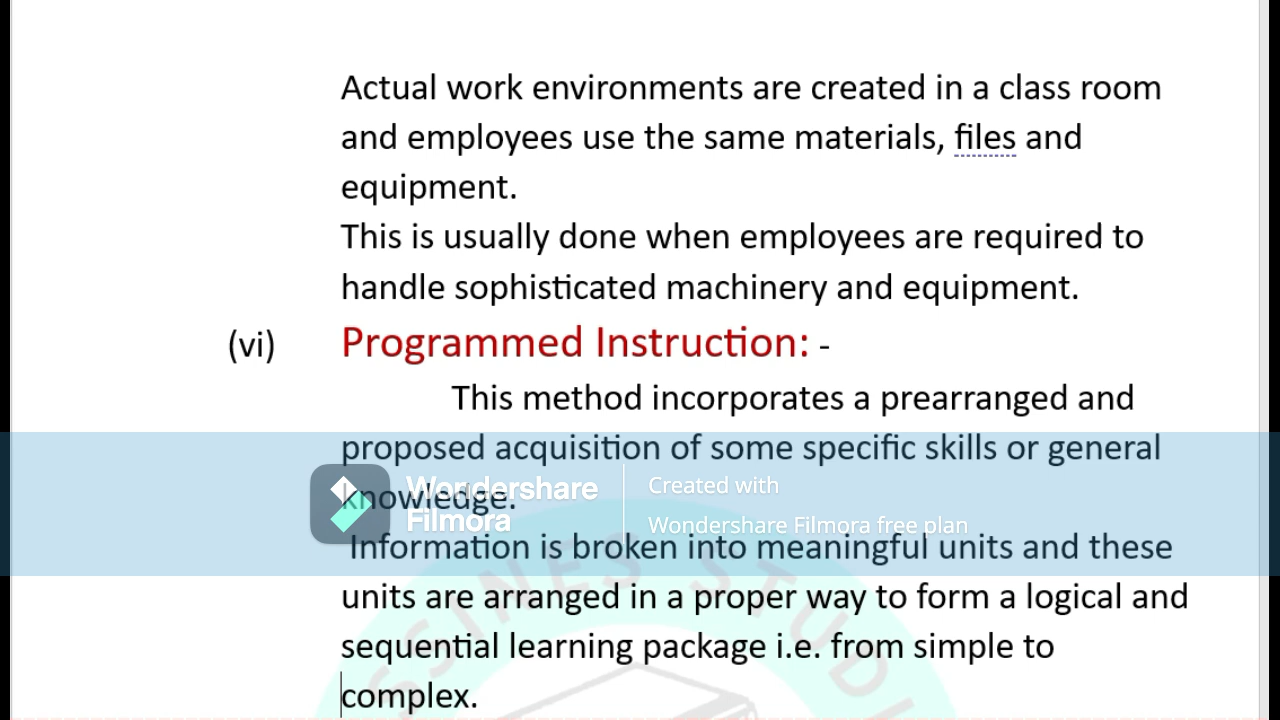 Actual work environments are created in a class room
and employees use the same materials, files and
equipment.
This is usually done when employees are required to
handle sophisticated machinery and equipment.
(vi) Programmed Instruction: -
This method incorporates a prearranged and
proposed acquisition of some specific skills or general
knowledge.
Wondershare
Filmora
Created with
Wondershare Filmora free plan
Information is broken into meaningful units and these
units are arranged in a proper way to form a logical and
sequential learning package i.e. from simple to
complex.